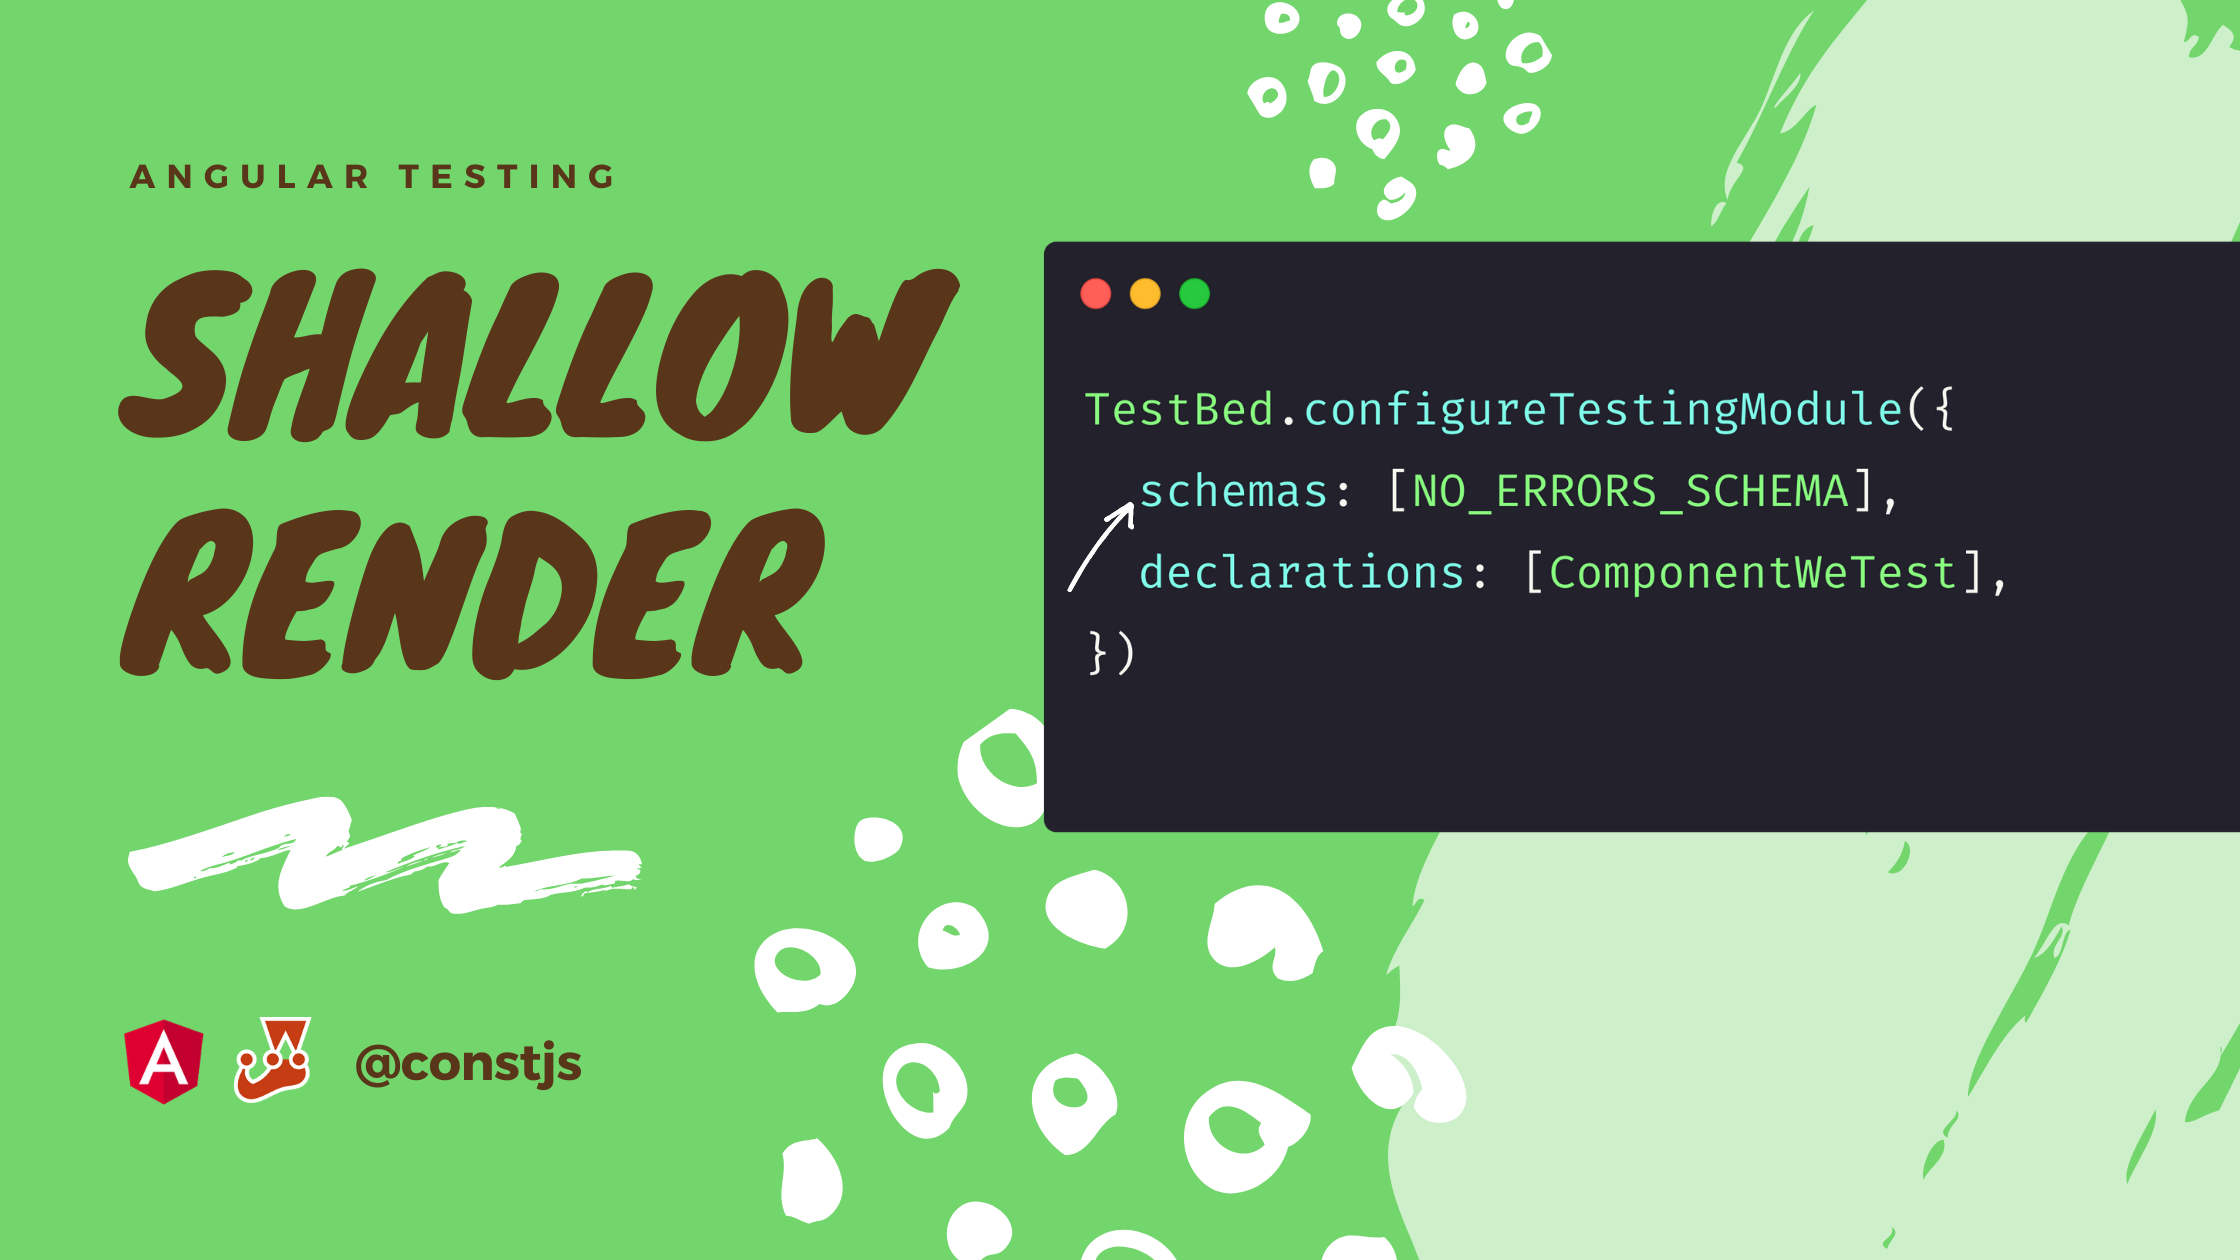 ANGULAR TESTING
SHALLOW
RENDER
TestBed.configureTestingModule({
schemas: [NO_ERRORS_SCHEMA],
declarations: [ComponentWeTest],
})
A
@constjs